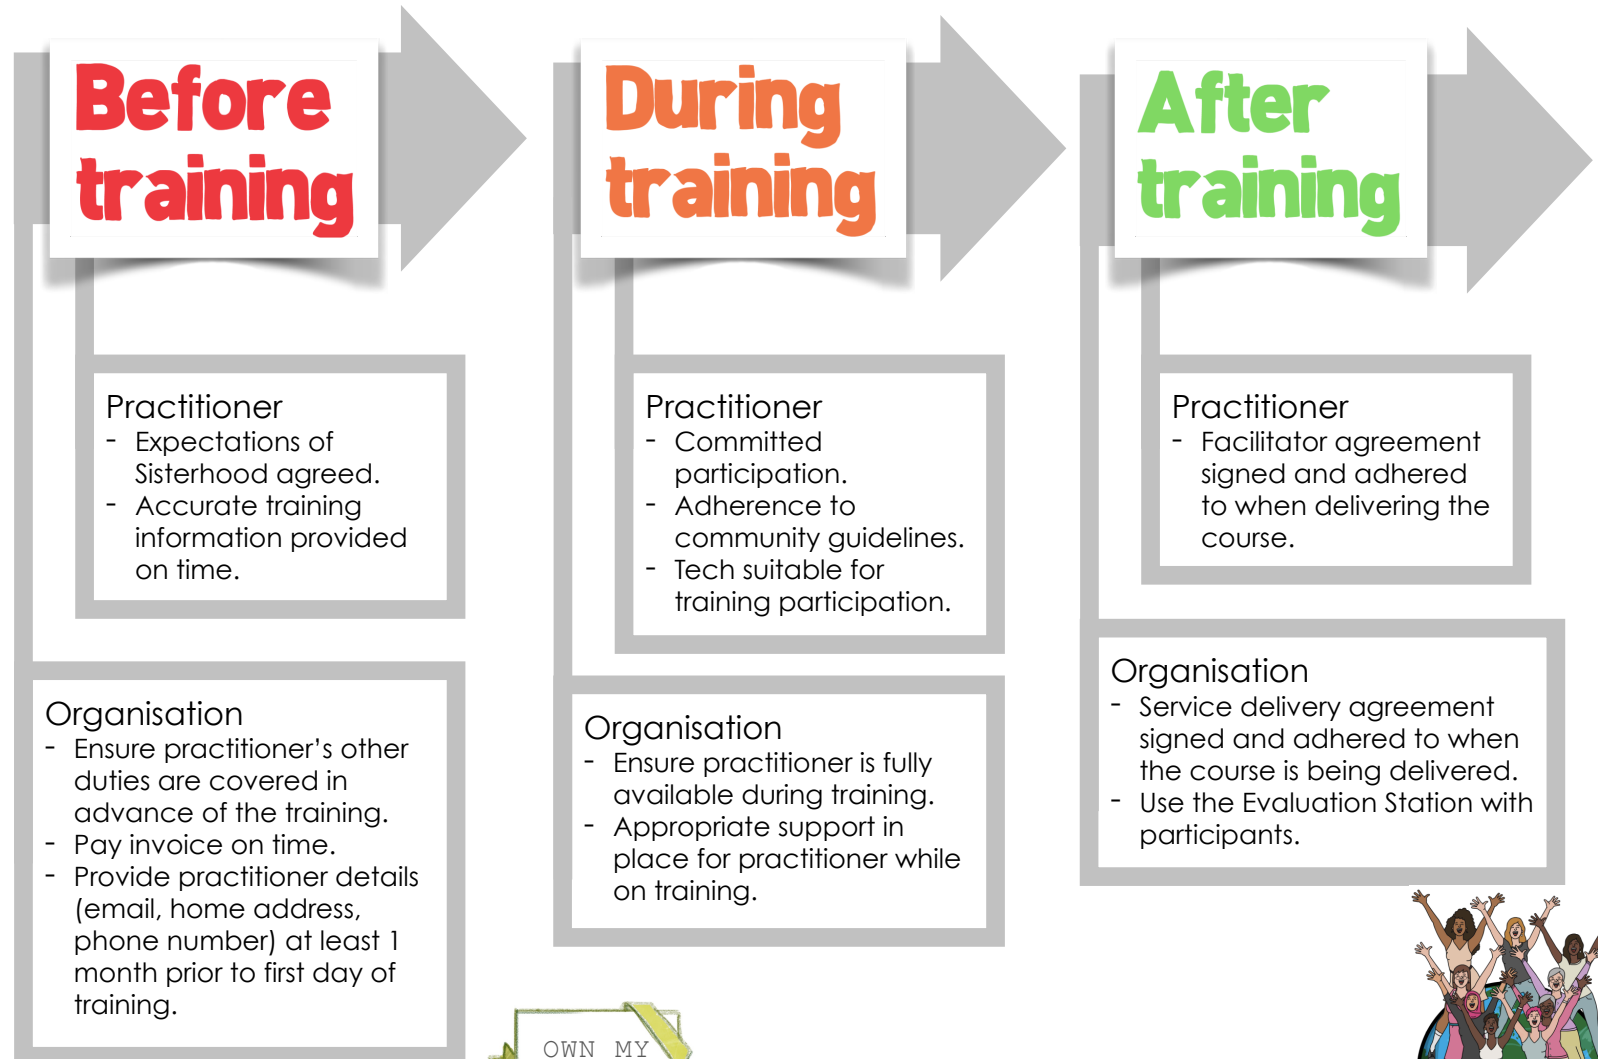 Before
training
Practitioner
- Expectations of
Sisterhood agreed.
- Accurate training
information provided
on time.
Organisation
- Ensure practitioner’s other
duties are covered in
advance of the training.
- Pay invoice on time.
- Provide practitioner details
(email, home address,
phone number) at least 1
month prior to first day of
training.
During
training
Practitioner
- Committed
participation.
- Adherence to
community guidelines.
- Tech suitable for
training participation.
Organisation
- Ensure practitioner is fully
available during training.
- Appropriate support in
place for practitioner while
on training.
After
training
Practitioner
- Facilitator agreement
signed and adhered
to when delivering the
course.
Organisation
- Service delivery agreement
signed and adhered to when
the course is being delivered.
- Use the Evaluation Station with
participants.
OWN MY